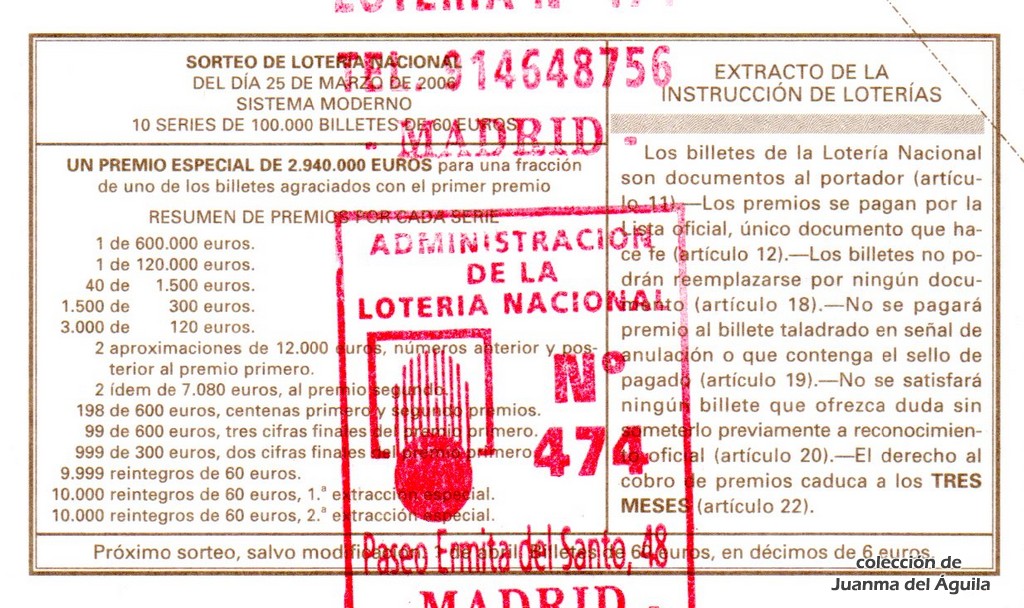 LOTERIA Nº 474
TEL. 914648756
- MADRID -
SORTEO DE LOTERÍA NACIONAL
DEL DÍA 25 DE MARZO DE 2006
SISTEMA MODERNO
10 SERIES DE 100.000 BILLETES DE 60 EUROS
UN PREMIO ESPECIAL DE 2.940.000 EUROS para una fracción
de uno de los billetes agraciados con el primer premio
RESUMEN DE PREMIOS POR CADA SERIE
1 de 600.000 euros.
1 de 120.000 euros.
40 de 1.500 euros.
1.500 de 300 euros.
3.000 de 120 euros.
2 aproximaciones de 12.000 euros, números anterior y pos-
terior al premio primero.
2 ídem de 7.080 euros, al premio segundo.
198 de 600 euros, centenas primero y segundo premios.
99 de 600 euros, tres cifras finales del premio primero.
999 de 300 euros, dos cifras finales del premio primero.
9.999 reintegros de 60 euros.
10.000 reintegros de 60 euros, 1.ª extracción especial.
10.000 reintegros de 60 euros, 2.ª extracción especial.
EXTRACTO DE LA
INSTRUCCIÓN DE LOTERÍAS
Los billetes de la Lotería Nacional
son documentos al portador (artícu-
lo 11).—Los premios se pagan por la
Lista oficial, único documento que ha-
ce fe (artículo 12).—Los billetes no po-
drán reemplazarse por ningún docu-
mento (artículo 18).—No se pagará
premio al billete taladrado en señal de
anulación o que contenga el sello de
pagado (artículo 19).—No se satisfará
ningún billete que ofrezca duda sin
someterlo previamente a reconocimien-
to oficial (artículo 20).—El derecho al
cobro de premios caduca a los TRES
MESES (artículo 22).
Próximo sorteo, salvo modificación, 1 de abril. Billetes de 60 euros, en décimos de 6 euros.
ADMINISTRACION
DE LA
LOTERIA NACIONAL
Nº
474
Paseo Ermita del Santo, 48
MADRID -
colección de
Juanma del Águila